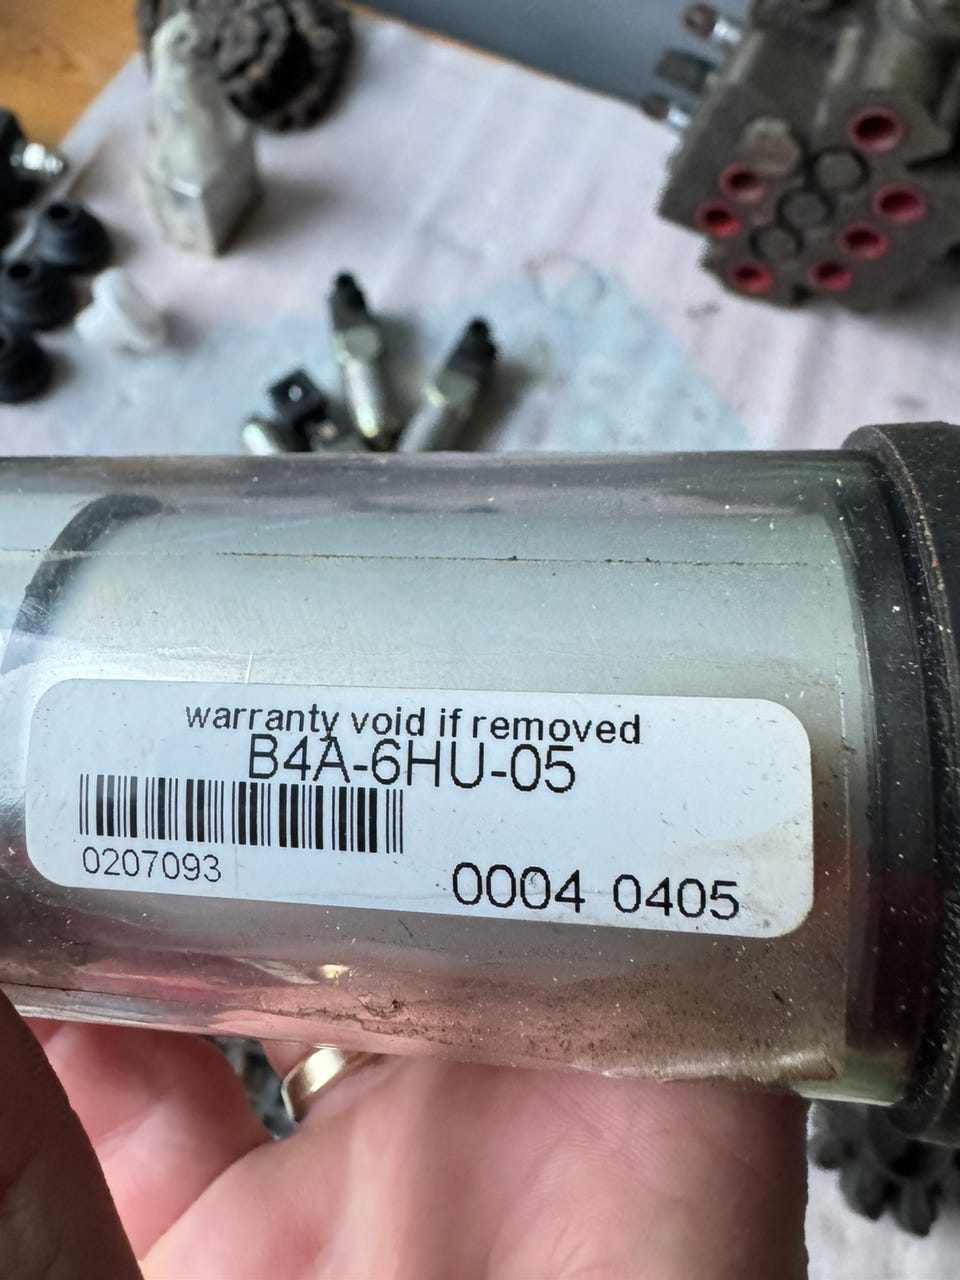 warranty void if removed
B4A-6HU-05
0207093
0004 0405